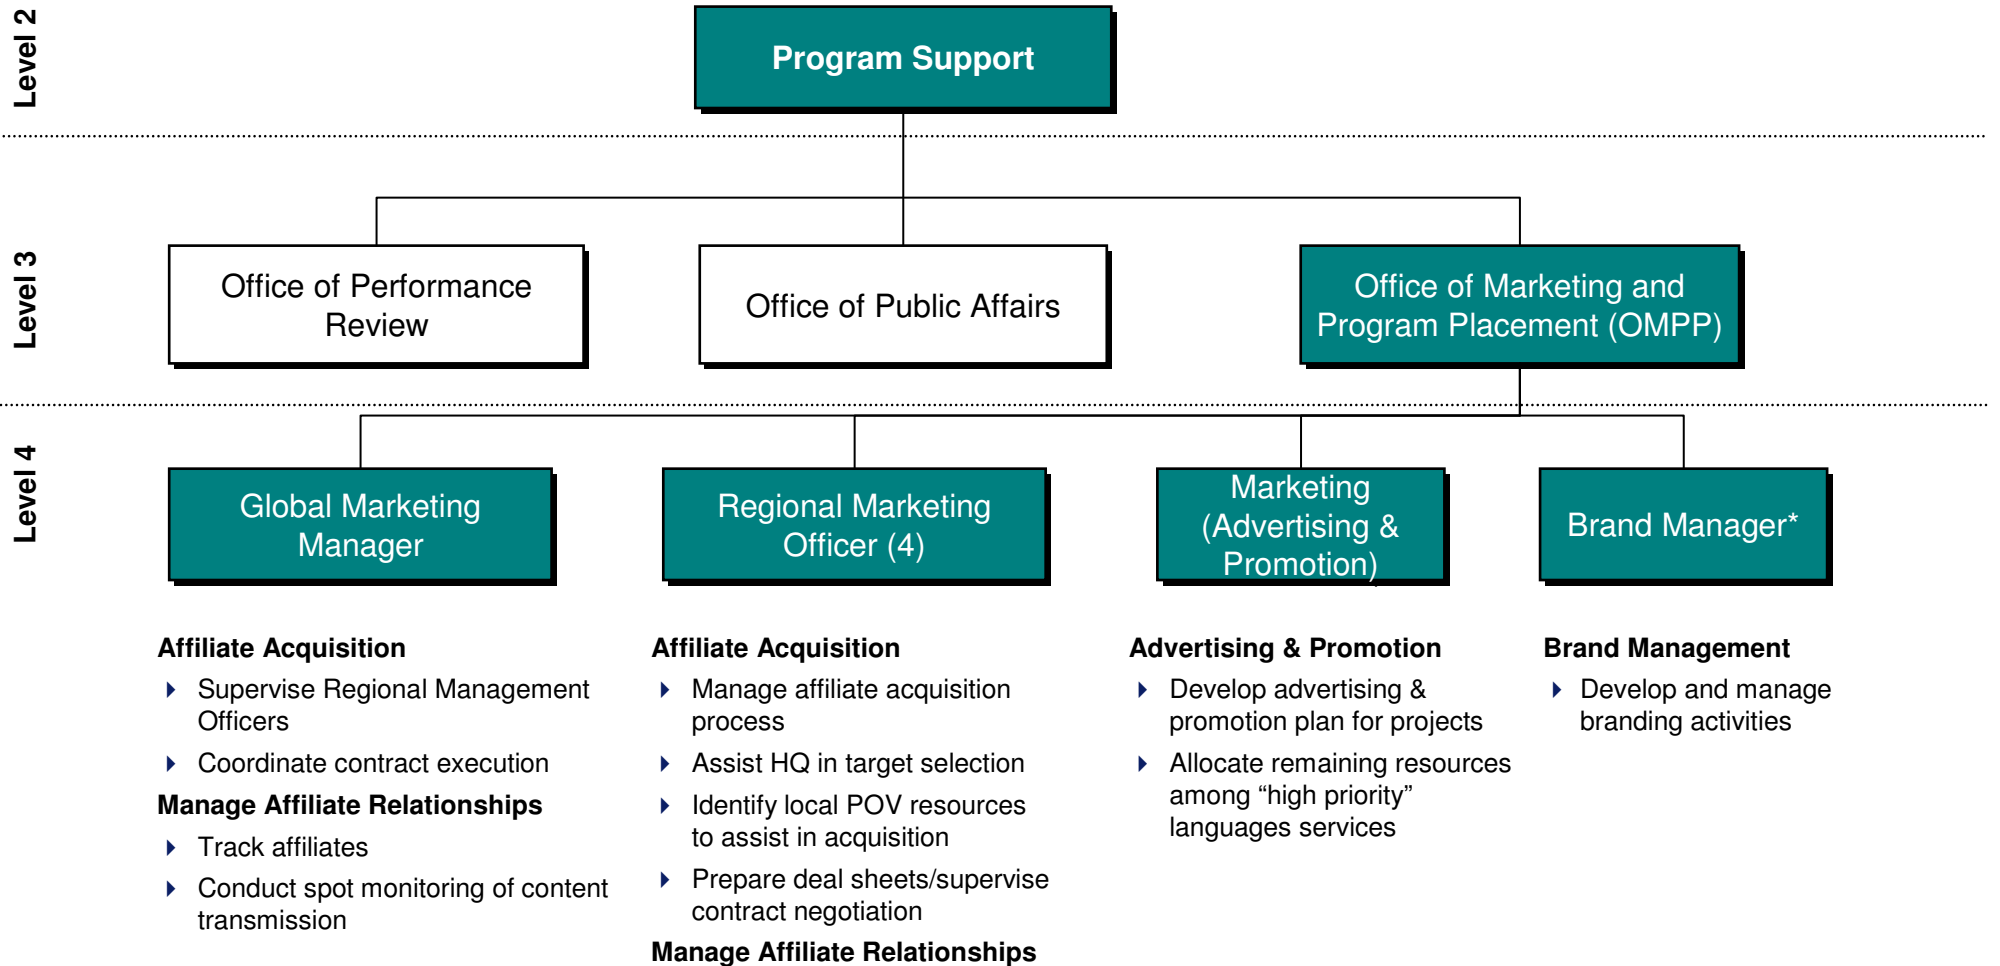 Level 2
Program Support
Level 3
Office of Performance
Review
Office of Public Affairs
Office of Marketing and
Program Placement (OMPP)
Level 4
Global Marketing
Manager
Regional Marketing
Officer (4)
Marketing
(Advertising &
Promotion)
Brand Manager*
Affiliate Acquisition
Supervise Regional Management
Officers
Coordinate contract execution
Manage Affiliate Relationships
Track affiliates
Conduct spot monitoring of content
transmission
Affiliate Acquisition
Manage affiliate acquisition
process
Assist HQ in target selection
Identify local POV resources
to assist in acquisition
Prepare deal sheets/supervise
contract negotiation
Manage Affiliate Relationships
Advertising & Promotion
Develop advertising &
promotion plan for projects
Allocate remaining resources
among “high priority”
languages services
Brand Management
Develop and manage
branding activities